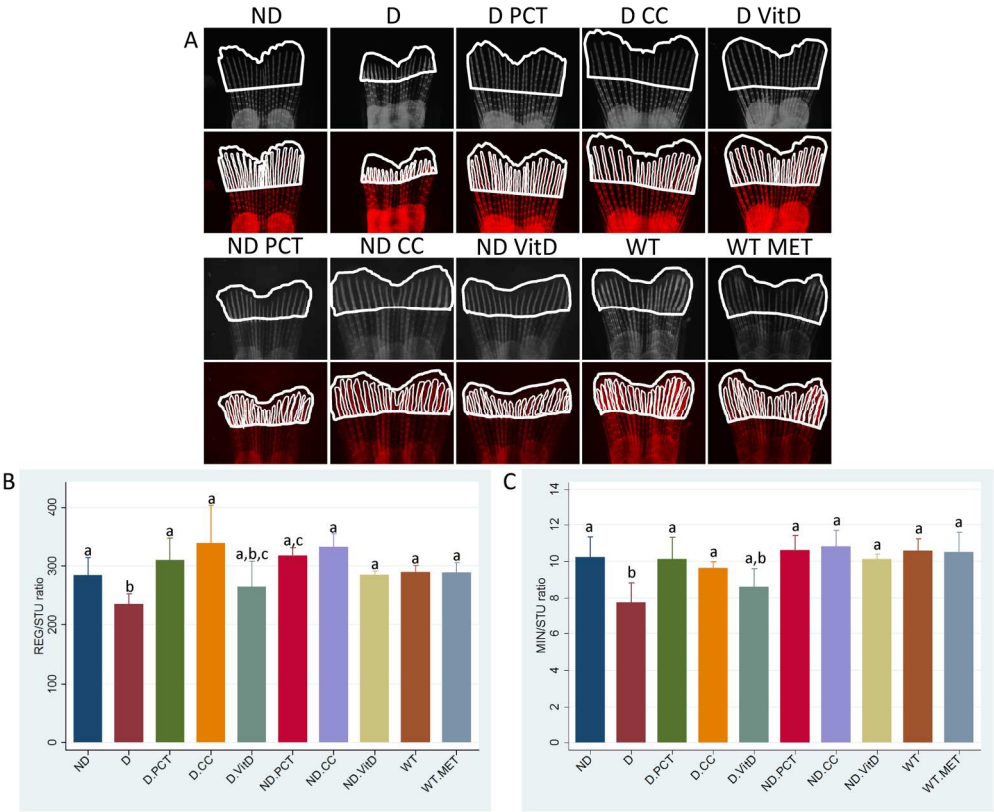 ND D D PCT D CC D VitD
A
ND PCT ND CC ND VitD WT WT MET
B
REG/STU ratio
400
300
200
100
0
a b a a a,b,c a,c a a a a
ND D D.PCT D.CC D.VitD ND.PCT ND.CC ND.VitD WT WT.MET
C
MIN/STU ratio
14
12
10
8
6
4
2
0
a b a a a,b a a a a a
ND D D.PCT D.CC D.VitD ND.PCT ND.CC ND.VitD WT WT.MET